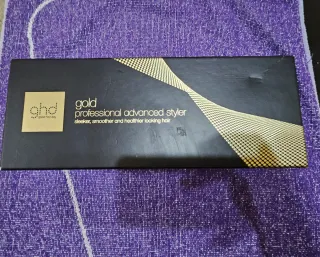 ghd
gold
professional advanced styler
sleeker, smoother and healthier looking hair